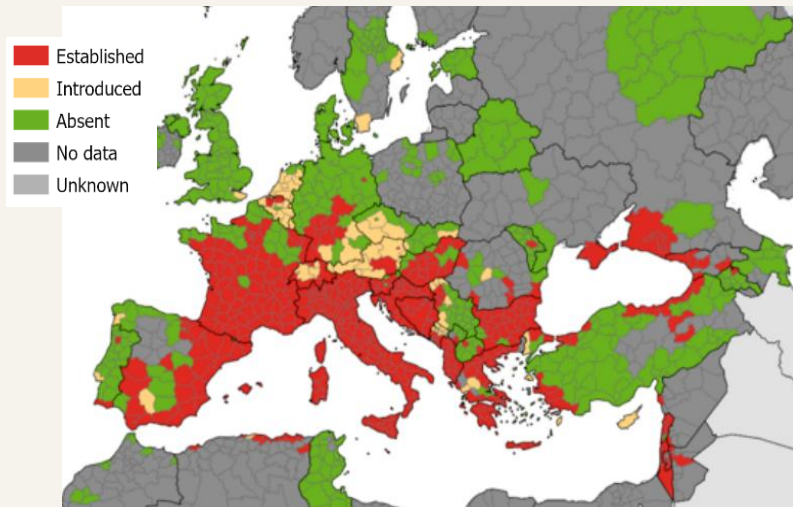 Established
Introduced
Absent
No data
Unknown